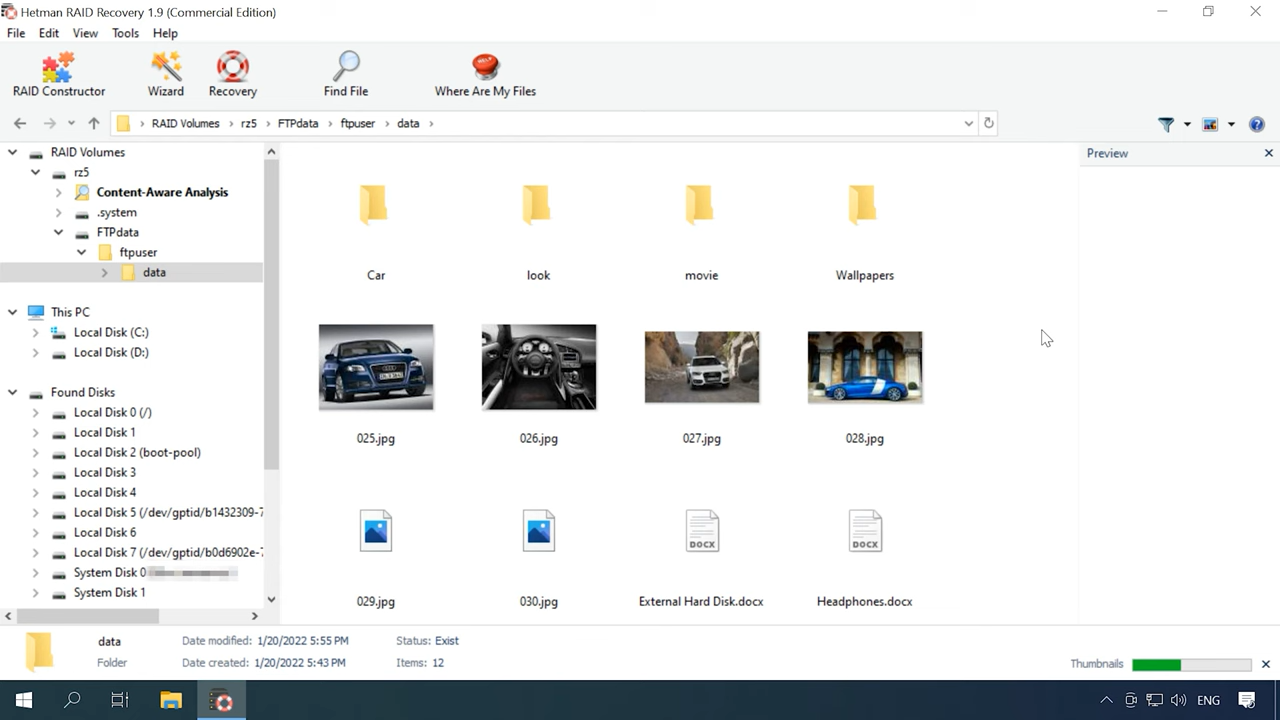 Hetman RAID Recovery 1.9 (Commercial Edition)
File Edit View Tools Help
RAID Constructor Wizard Recovery Find File Where Are My Files
RAID Volumes rz5 FTPdata ftpuser data
RAID Volumes
rz5
Content-Aware Analysis
.system
FTPdata
ftpuser
data
This PC
Local Disk (C:)
Local Disk (D:)
Found Disks
Local Disk 0 (/)
Local Disk 1
Local Disk 2 (boot-pool)
Local Disk 3
Local Disk 4
Local Disk 5 (/dev/gptid/b1432309-7
Local Disk 6
Local Disk 7 (/dev/gptid/b0d6902e-7
System Disk 0
System Disk 1
Car look movie Wallpapers
025.jpg 026.jpg 027.jpg 028.jpg
DOCX DOCX
029.jpg 030.jpg External Hard Disk.docx Headphones.docx
Preview
data Date modified: 1/20/2022 5:55 PM Status: Exist
Folder Date created: 1/20/2022 5:43 PM Items: 12
Thumbnails
ENG